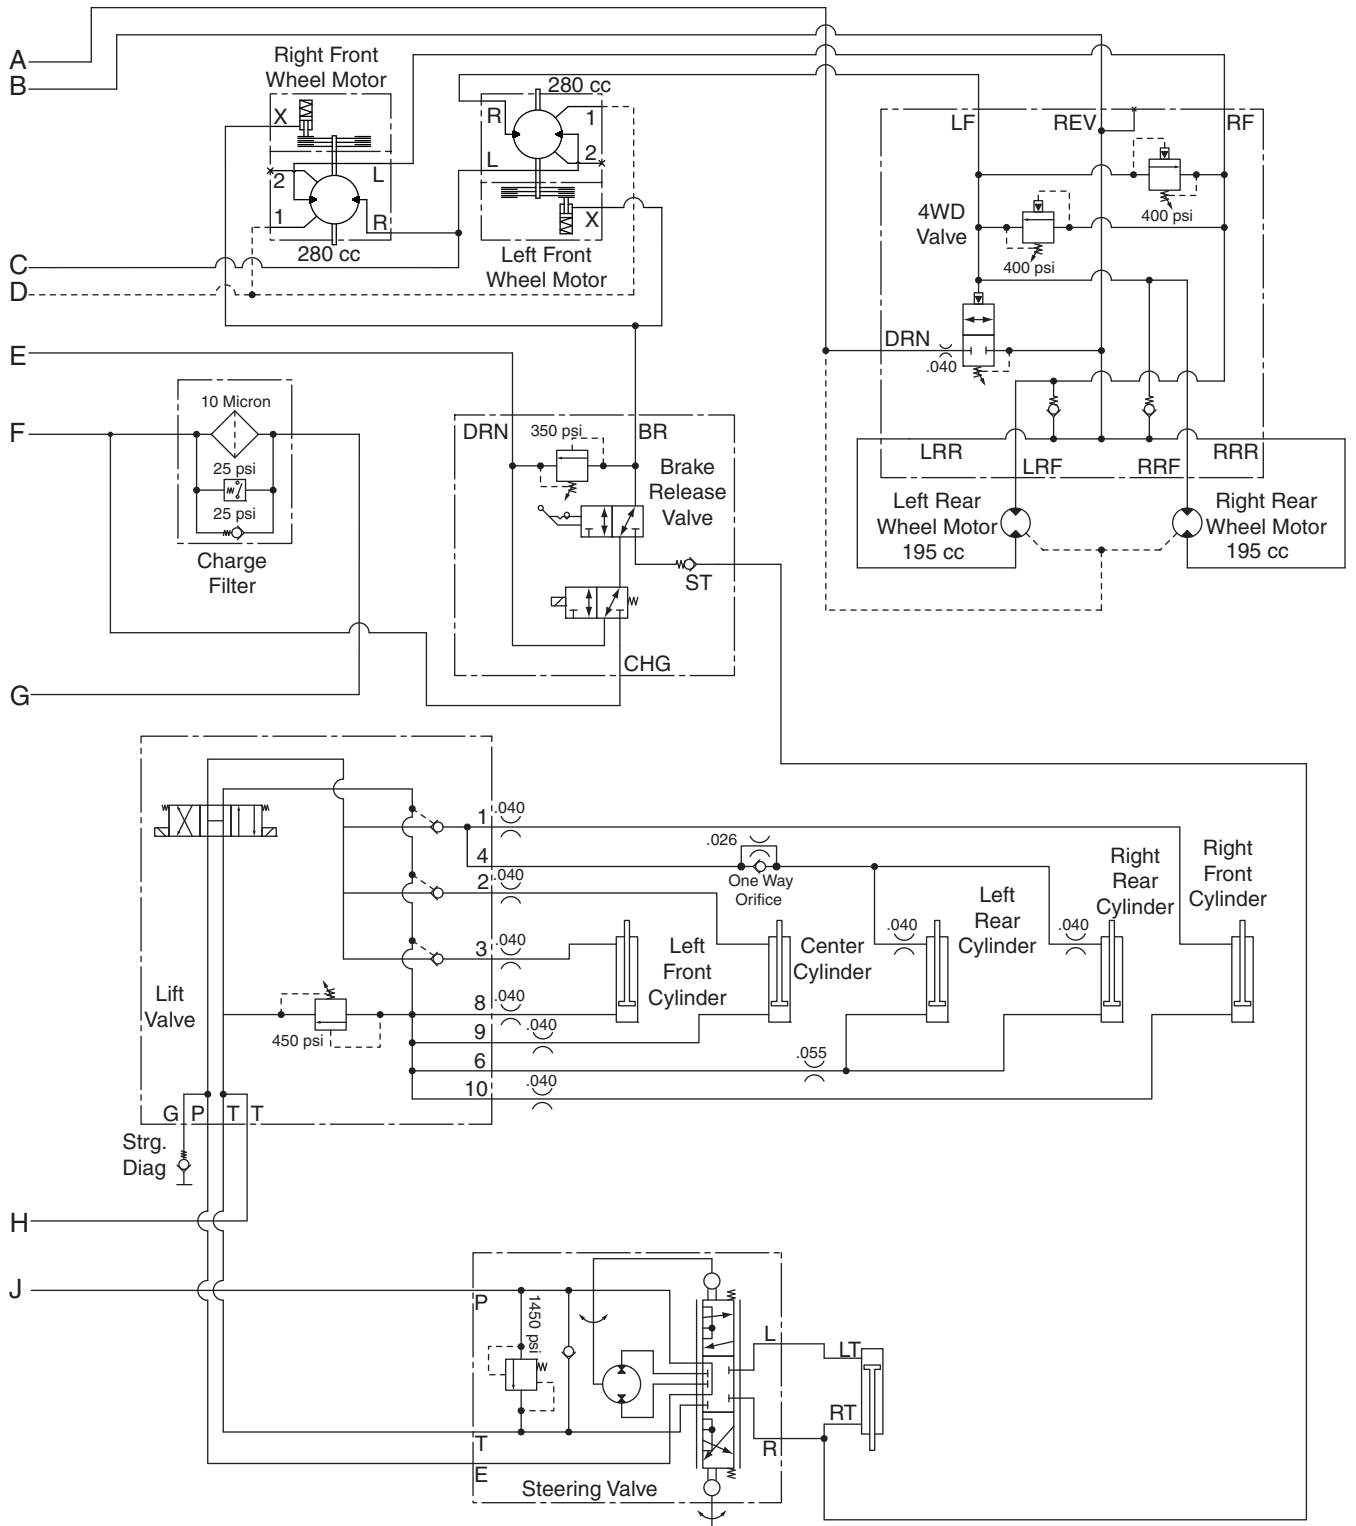 A
B
Right Front
Wheel Motor
280 cc
X
R
1
LF
REV
RF
L
2
L
2
400 psi
1
R
X
4WD
Valve
280 cc
Left Front
Wheel Motor
400 psi
C
D
E
DRN
.040
10 Micron
F
25 psi
25 psi
Charge
Filter
DRN
350 psi
BR
Brake
Release
Valve
LRR
RRR
LRF
RRF
Left Rear
Wheel Motor
195 cc
Right Rear
Wheel Motor
195 cc
ST
CHG
G
1
.040
4
.026
One Way
Orifice
2
.040
Right
Rear
Cylinder
Right
Front
Cylinder
Left
Rear
Cylinder
.040
.040
3
.040
Left
Front
Cylinder
Center
Cylinder
Lift
Valve
8
.040
450 psi
9
.040
6
.055
10
.040
G
P
T
T
Strg.
Diag
H
J
P
1450 psi
L
LT
RT
R
T
E
Steering Valve